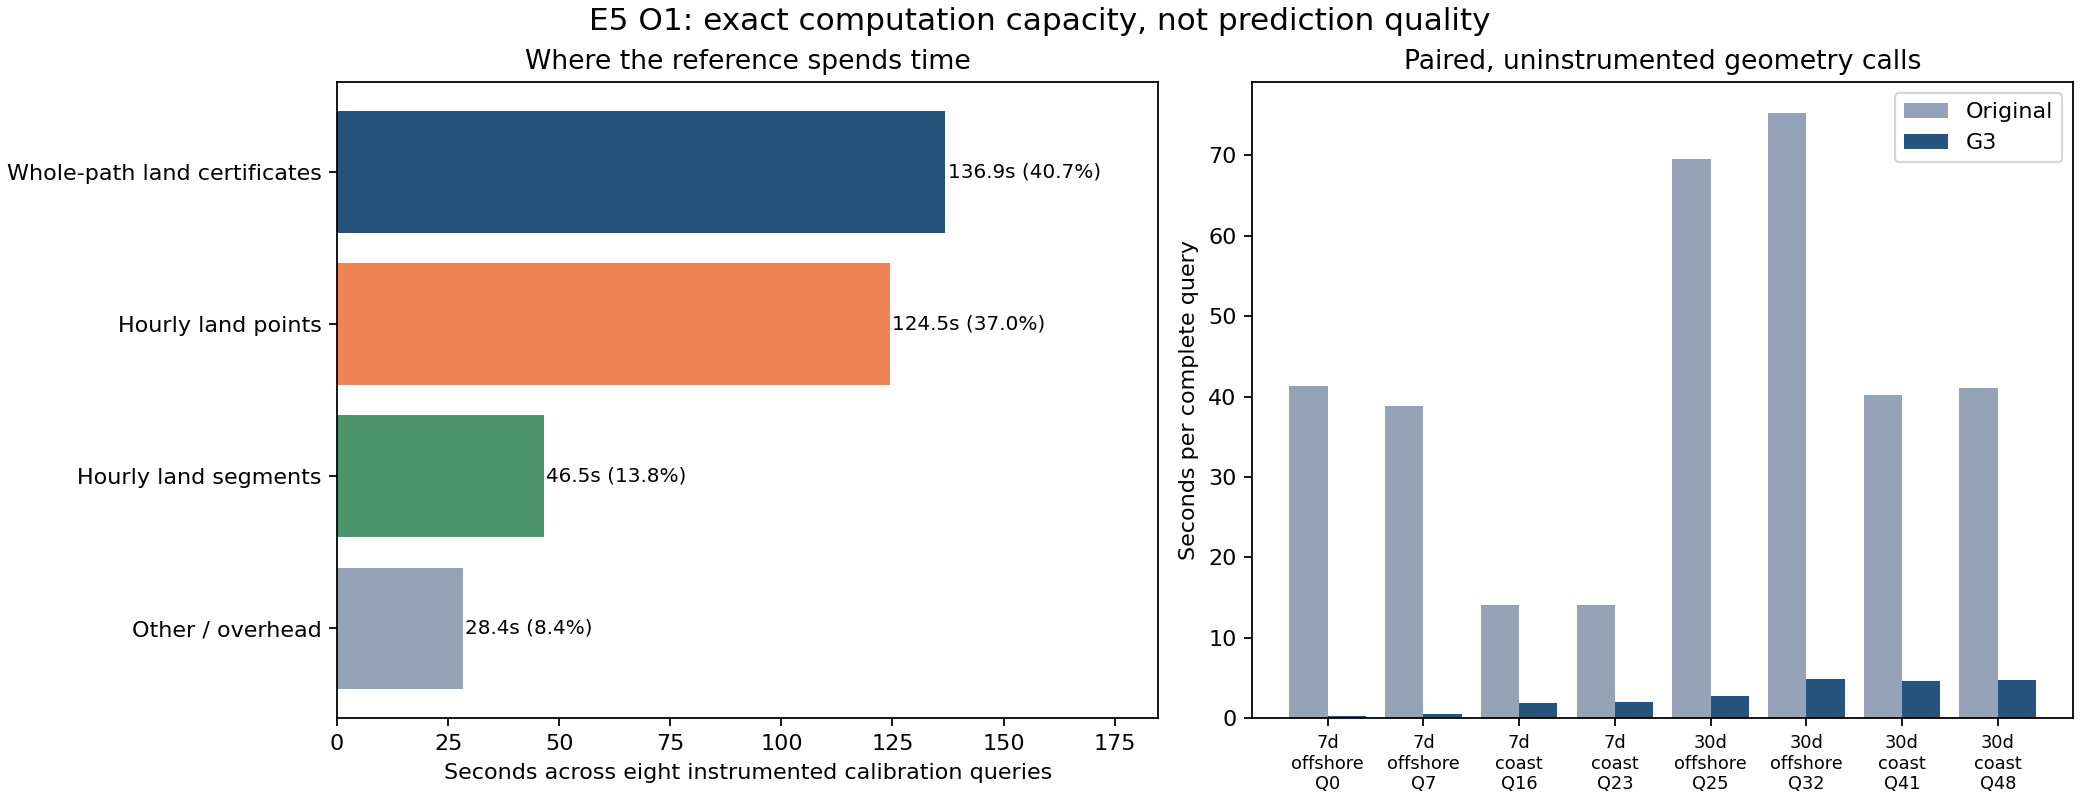 E5 O1: exact computation capacity, not prediction quality
Where the reference spends time
Whole-path land certificates
136.9s (40.7%)
Hourly land points
124.5s (37.0%)
Hourly land segments
46.5s (13.8%)
Other / overhead
28.4s (8.4%)
0 25 50 75 100 125 150 175
Seconds across eight instrumented calibration queries
Paired, uninstrumented geometry calls
Original
G3
Seconds per complete query
70
60
50
40
30
20
10
0
7d offshore Q0
7d offshore Q7
7d coast Q16
7d coast Q23
30d offshore Q25
30d offshore Q32
30d coast Q41
30d coast Q48